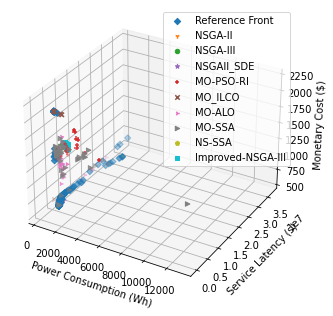 Reference Front
NSGA-II
NSGA-III
NSGAII_SDE
MO-PSO-RI
MO_ILCO
MO-ALO
MO-SSA
NS-SSA
Improved-NSGA-III
2250
2000
1750
1500
1250
1000
750
500
Monetary Cost ($)
0
2000
4000
6000
8000
10000
12000
Power Consumption (Wh)
0.0
0.5
1.0
1.5
2.0
2.5
3.0
3.5
Service Latency (s)